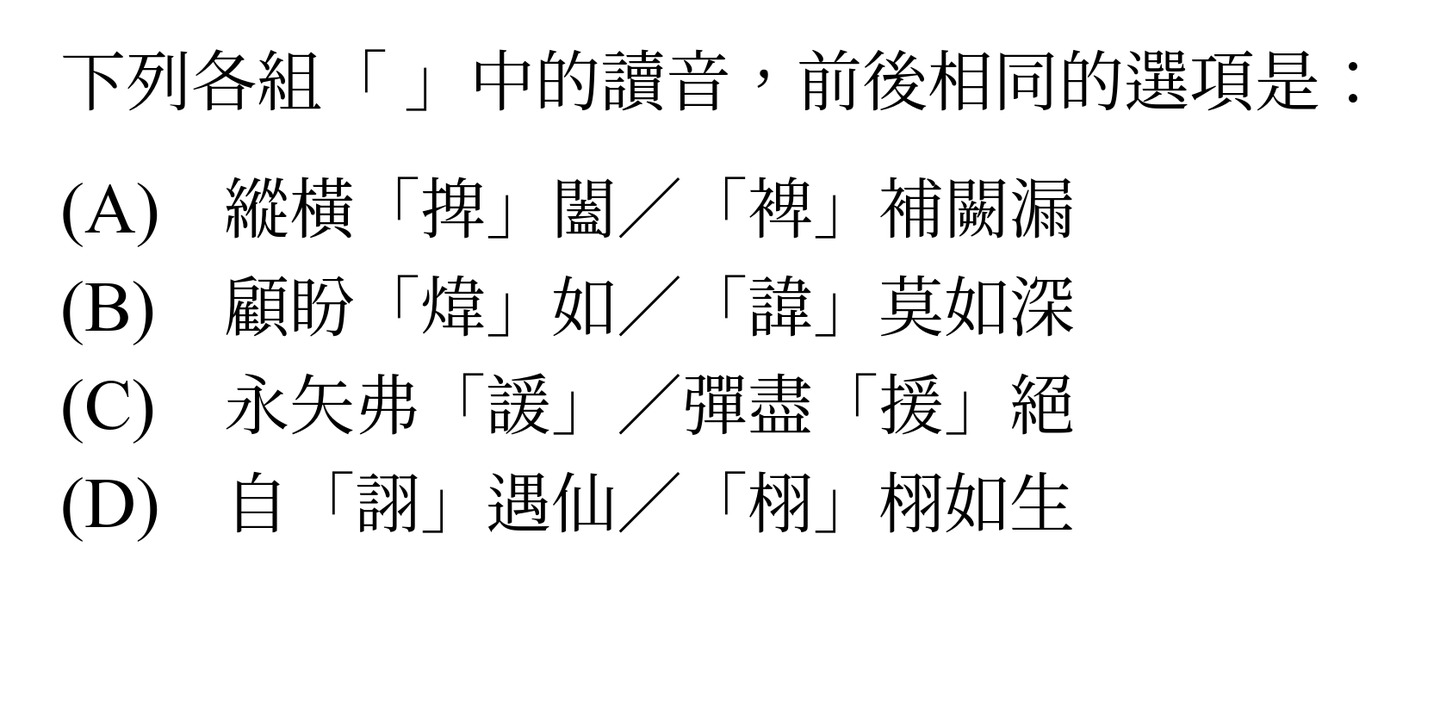 下列各組「 」中的讀音，前後相同的選項是：
(A) 縱橫「捭」闔／「裨」補闕漏
(B) 顧盼「煒」如／「諱」莫如深
(C) 永矢弗「諼」／彈盡「援」絕
(D) 自「詡」遇仙／「栩」栩如生